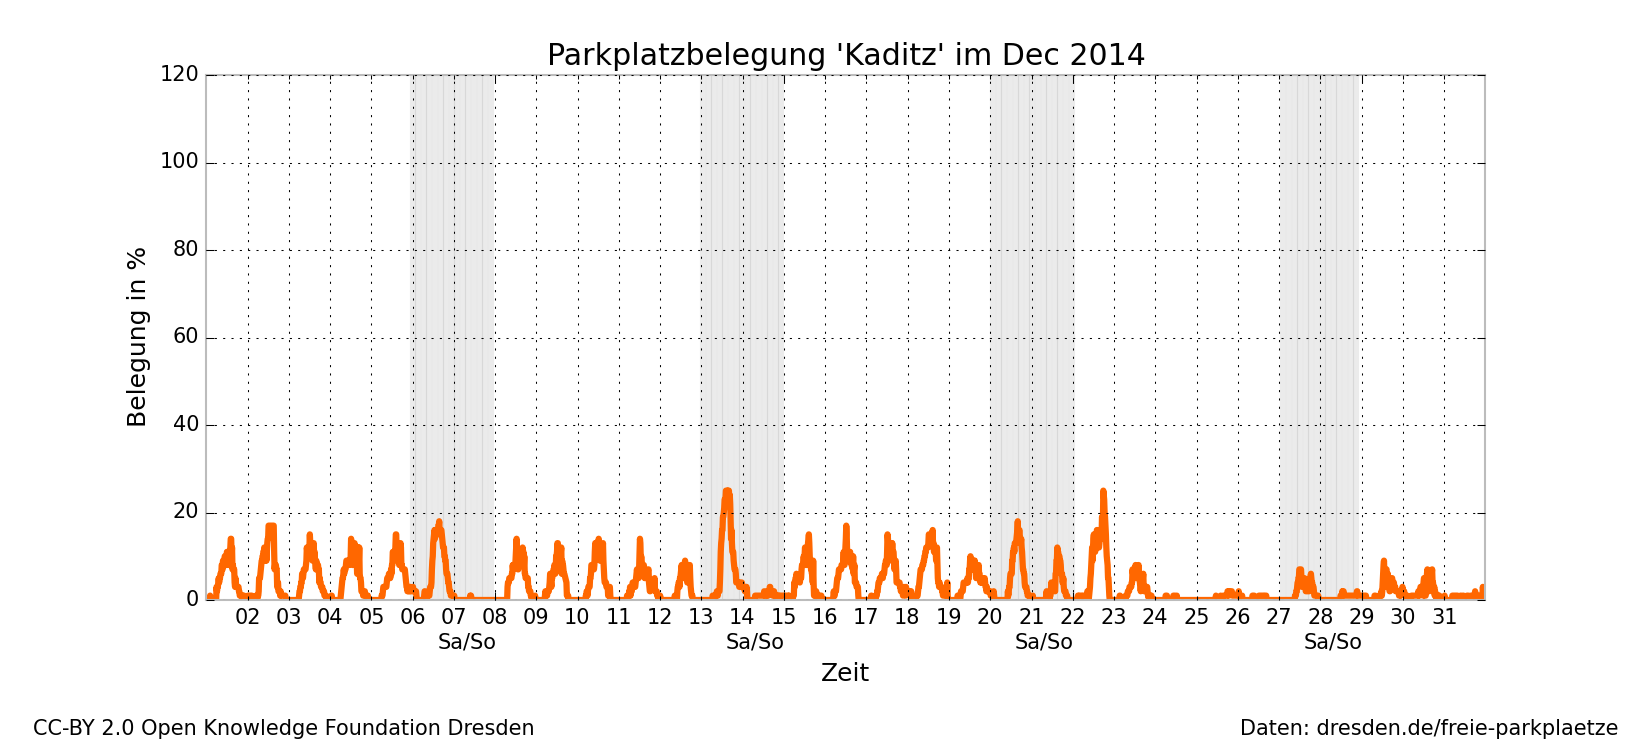 Parkplatzbelegung 'Kaditz' im Dec 2014
120
100
80
60
40
20
0
Belegung in %
02 03 04 05 06 07 08 09 10 11 12 13 14 15 16 17 18 19 20 21 22 23 24 25 26 27 28 29 30 31
Sa/So Sa/So Sa/So Sa/So
Zeit
CC-BY 2.0 Open Knowledge Foundation Dresden
Daten: dresden.de/freie-parkplaetze